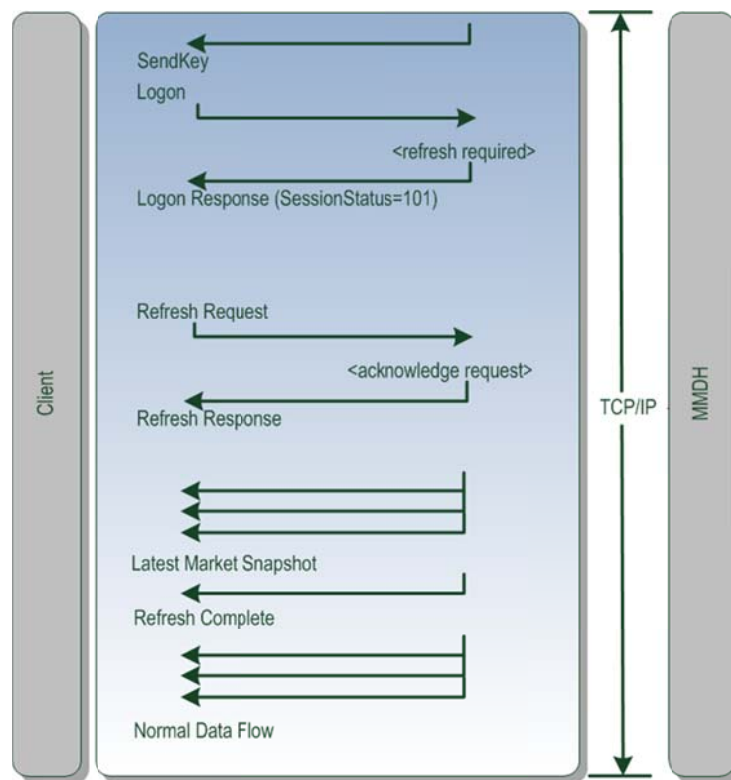 SendKey
Logon
<refresh required>
Logon Response (SessionStatus=101)
Refresh Request
<acknowledge request>
Refresh Response
Latest Market Snapshot
Refresh Complete
Normal Data Flow
Client
TCP/IP
MMDH